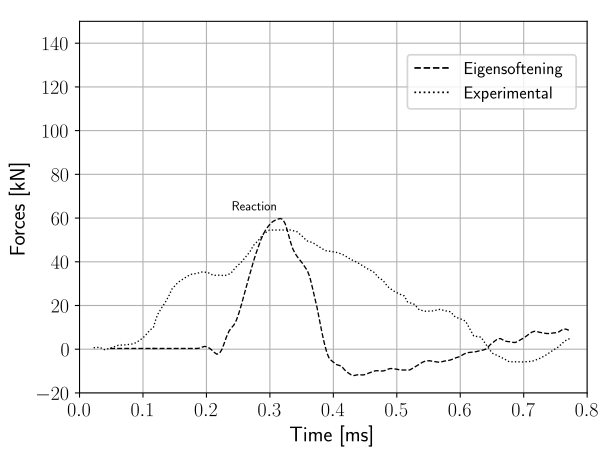 140
120
100
80
60
40
20
0
−20
Forces [kN]
Eigensoftening
Experimental
Reaction
0.0 0.1 0.2 0.3 0.4 0.5 0.6 0.7 0.8
Time [ms]